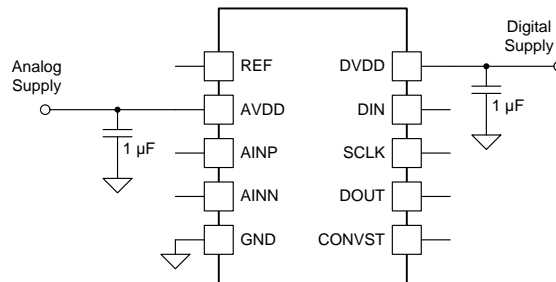 Digital
Supply
Analog
Supply
REF
DVDD
AVDD
DIN
1 µF
1 µF
AINP
SCLK
AINN
DOUT
GND
CONVST